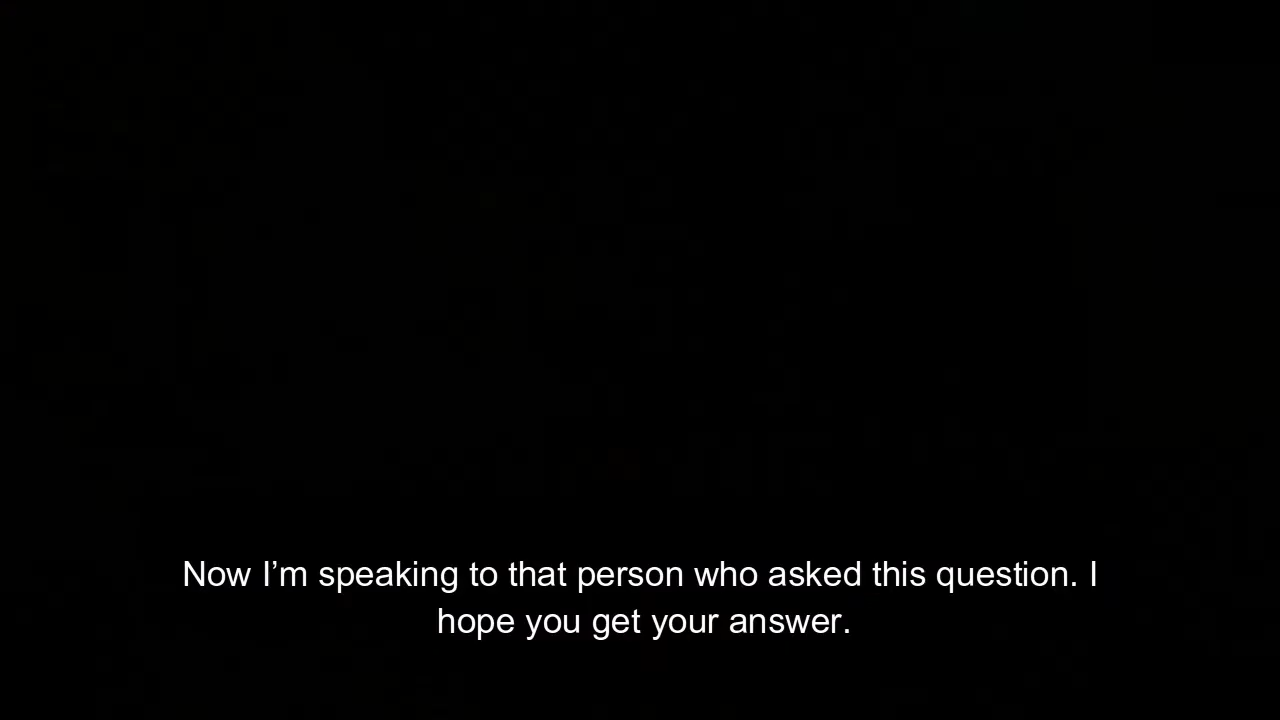 Now I’m speaking to that person who asked this question. I
hope you get your answer.